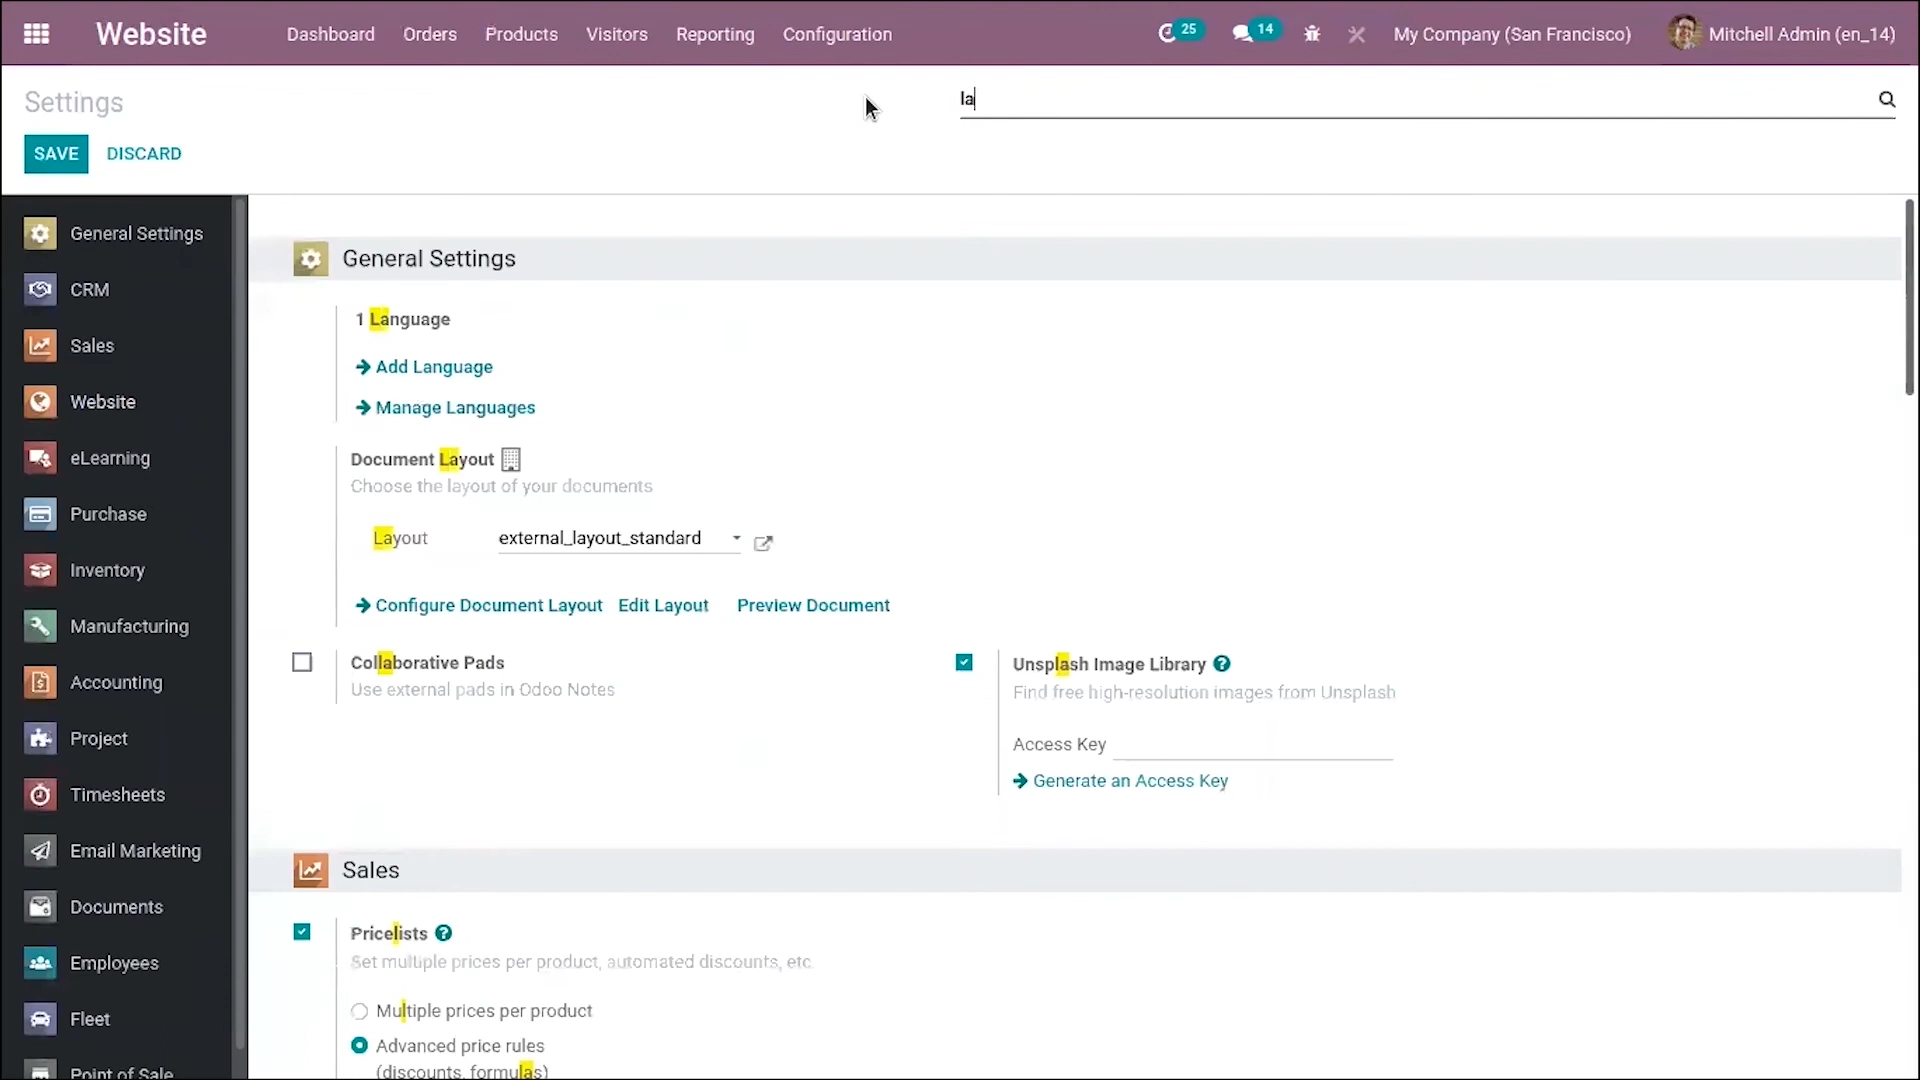 Website Dashboard Orders Products Visitors Reporting Configuration 25 14 My Company (San Francisco) Mitchell Admin (en_14)
Settings
la
SAVE DISCARD
General Settings
CRM
Sales
Website
eLearning
Purchase
Inventory
Manufacturing
Accounting
Project
Timesheets
Email Marketing
Documents
Employees
Fleet
Point of Sale
General Settings
1 Language
Add Language
Manage Languages
Document Layout
Choose the layout of your documents
Layout external_layout_standard
Configure Document Layout Edit Layout Preview Document
Collaborative Pads
Use external pads in Odoo Notes
Unsplash Image Library
Find free high-resolution images from Unsplash
Access Key
Generate an Access Key
Sales
Pricelists
Set multiple prices per product, automated discounts, etc
Multiple prices per product
Advanced price rules
(discounts, formulas)